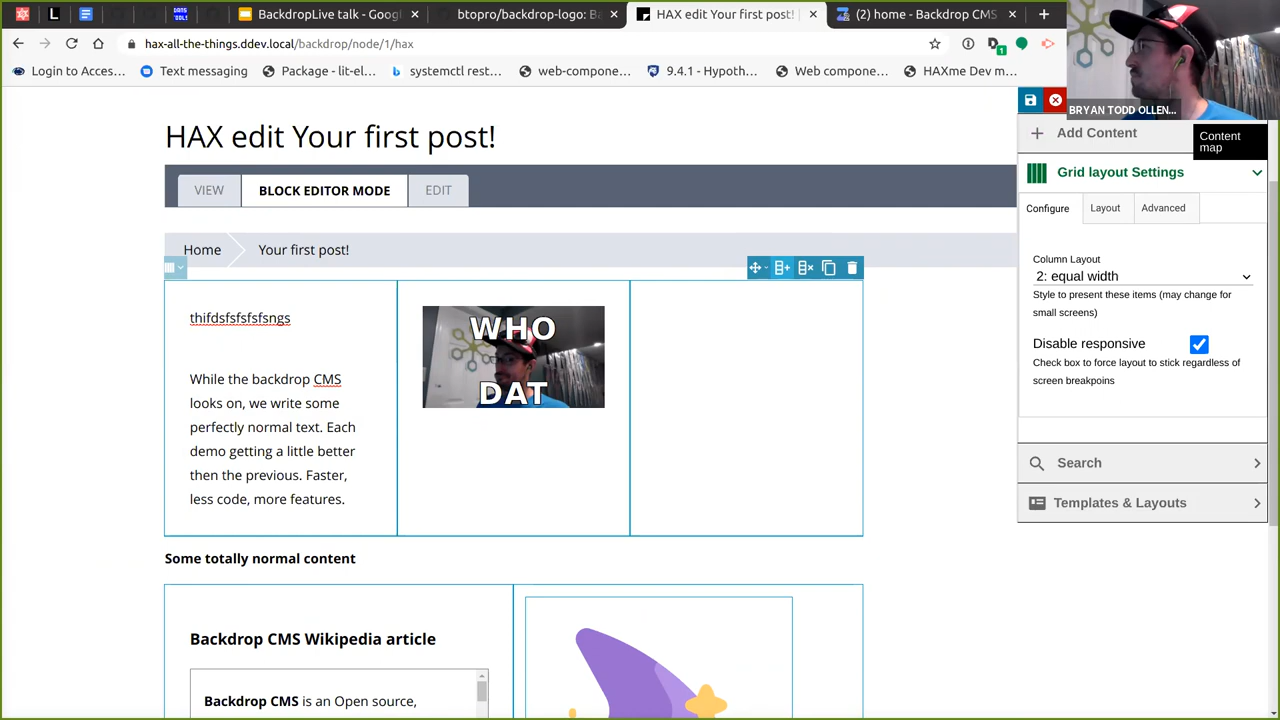 BackdropLive talk - Googl
btopro/backdrop-logo: Ba
HAX edit Your first post!
(2) home - Backdrop CMS
hax-all-the-things.ddev.local/backdrop/node/1/hax
Login to Acces...
Text messaging
Package - lit-el...
systemctl rest...
web-compone...
9.4.1 - Hypoth...
Web compone...
HAXme Dev m...
BRYAN TODD OLLEN...
HAX edit Your first post!
VIEW
BLOCK EDITOR MODE
EDIT
Home
Your first post!
thifdsfsfsfsfsngs
While the backdrop CMS
looks on, we write some
perfectly normal text. Each
demo getting a little better
then the previous. Faster,
less code, more features.
WHO
DAT
Some totally normal content
Backdrop CMS Wikipedia article
Backdrop CMS is an Open source,
Add Content
Content
map
Grid layout Settings
Configure
Layout
Advanced
Column Layout
2: equal width
Style to present these items (may change for
small screens)
Disable responsive
Check box to force layout to stick regardless of
screen breakpoins
Search
Templates & Layouts